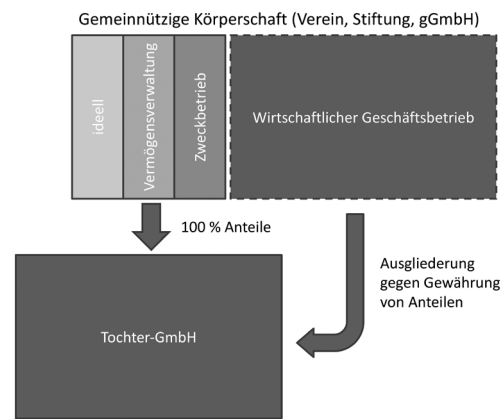 Gemeinnützige Körperschaft (Verein, Stiftung, gGmbH)
ideell
Vermögensverwaltung
Zweckbetrieb
Wirtschaftlicher Geschäftsbetrieb
100 % Anteile
Ausgliederung
gegen Gewährung
von Anteilen
Tochter-GmbH